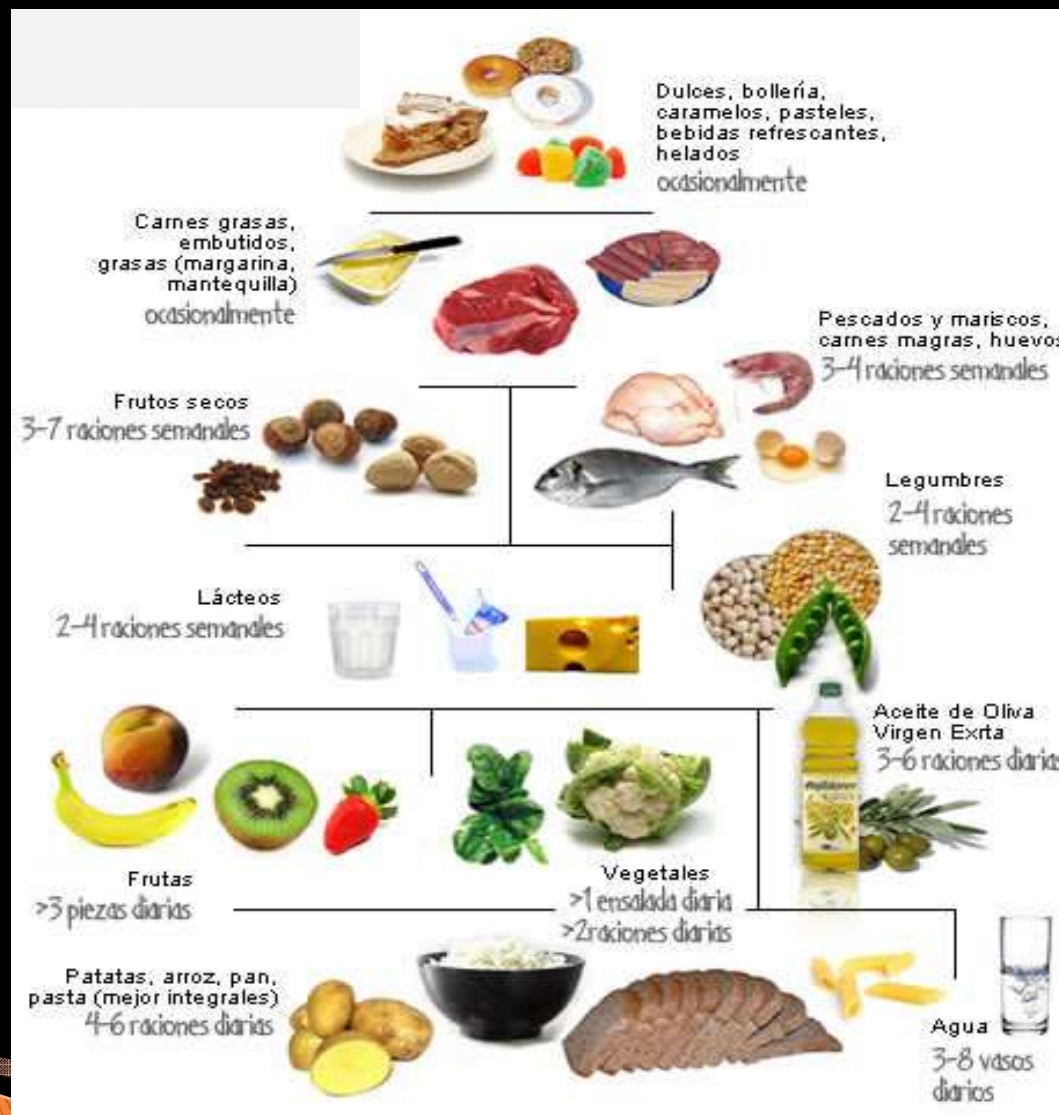 Dulces, bollería,
caramelos, pasteles,
bebidas refrescantes,
helados
ocasionalmente
Carnes grasas,
embutidos,
grasas (margarina,
mantequilla)
ocasionalmente
Pescados y mariscos,
carnes magras, huevos
3-4 raciones semanales
Frutos secos
3-7 raciones semanales
Legumbres
2-4 raciones
semanales
Lácteos
2-4 raciones semanales
Aceite de Oliva
Virgen Exrta
3-6 raciones diarias
Frutas
>3 piezas diarias
Vegetales
>1 ensalada diaria
>2raciones diarias
Patatas, arroz, pan,
pasta (mejor integrales)
4-6 raciones diarias
Agua
3-8 vasos
diarios